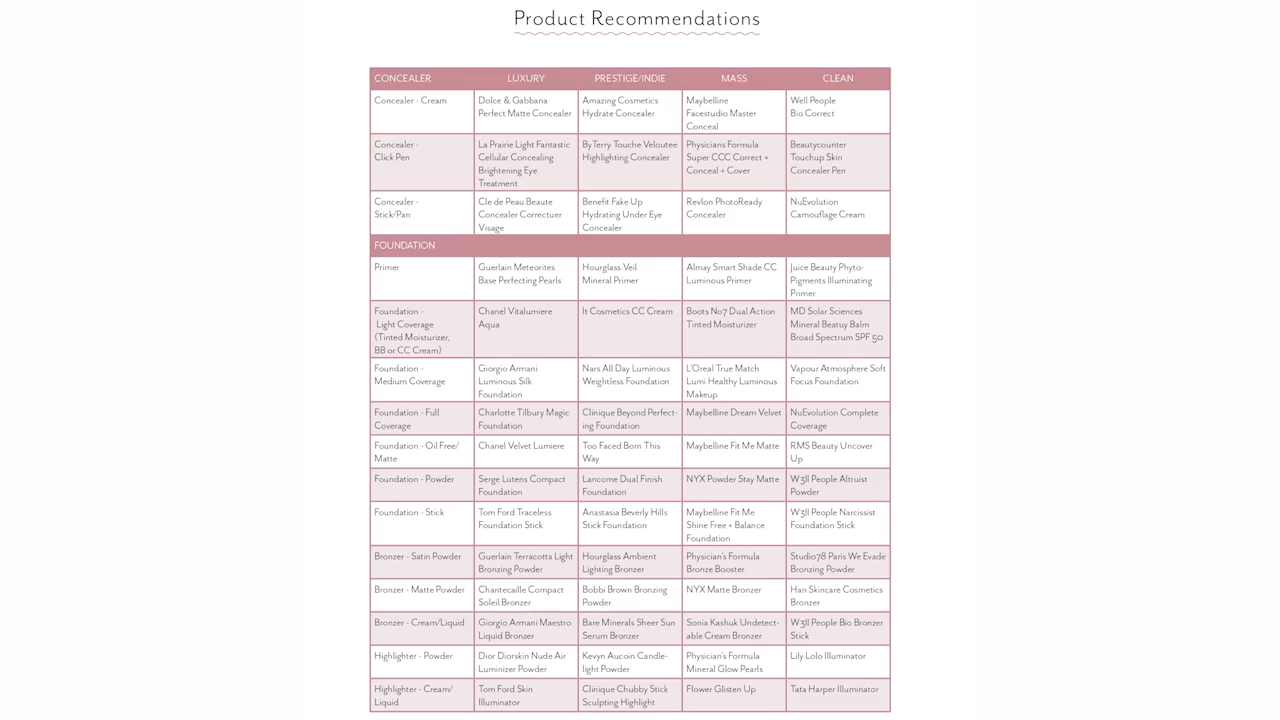 Product Recommendations
CONCEALER LUXURY PRESTIGE/INDIE MASS CLEAN
Concealer - Cream
Dolce & Gabbana
Perfect Matte Concealer
Amazing Cosmetics
Hydrate Concealer
Maybelline
Facestudio Master
Conceal
Well People
Bio Correct
Concealer -
Click Pen
La Prairie Light Fantastic
Cellular Concealing
Brightening Eye
Treatment
By Terry Touche Veloutee
Highlighting Concealer
Physicians Formula
Super CCC Correct +
Conceal + Cover
Beautycounter
Touchup Skin
Concealer Pen
Concealer -
Stick/Pan
Cle de Peau Beaute
Concealer Correctuer
Visage
Benefit Fake Up
Hydrating Under Eye
Concealer
Revlon PhotoReady
Concealer
NuEvolution
Camouflage Cream
FOUNDATION
Primer
Guerlain Meteorites
Base Perfecting Pearls
Hourglass Veil
Mineral Primer
Almay Smart Shade CC
Luminous Primer
Juice Beauty Phyto-
Pigments Illuminating
Primer
Foundation -
Light Coverage
(Tinted Moisturizer,
BB or CC Cream)
Chanel Vitalumiere
Aqua
It Cosmetics CC Cream
Boots No7 Dual Action
Tinted Moisturizer
MD Solar Sciences
Mineral Beatuy Balm
Broad Spectrum SPF 50
Foundation -
Medium Coverage
Giorgio Armani
Luminous Silk
Foundation
Nars All Day Luminous
Weightless Foundation
L'Oreal True Match
Lumi Healthy Luminous
Makeup
Vapour Atmosphere Soft
Focus Foundation
Foundation - Full
Coverage
Charlotte Tilbury Magic
Foundation
Clinique Beyond Perfect-
ing Foundation
Maybelline Dream Velvet
NuEvolution Complete
Coverage
Foundation - Oil Free/
Matte
Chanel Velvet Lumiere
Too Faced Born This
Way
Maybelline Fit Me Matte
RMS Beauty Uncover
Up
Foundation - Powder
Serge Lutens Compact
Foundation
Lancome Dual Finish
Foundation
NYX Powder Stay Matte
W3ll People Altruist
Powder
Foundation - Stick
Tom Ford Traceless
Foundation Stick
Anastasia Beverly Hills
Stick Foundation
Maybelline Fit Me
Shine Free + Balance
Foundation
W3ll People Narcissist
Foundation Stick
Bronzer - Satin Powder
Guerlain Terracotta Light
Bronzing Powder
Hourglass Ambient
Lighting Bronzer
Physician's Formula
Bronze Booster
Studio78 Paris We Evade
Bronzing Powder
Bronzer - Matte Powder
Chantecaille Compact
Soleil Bronzer
Bobbi Brown Bronzing
Powder
NYX Matte Bronzer
Han Skincare Cosmetics
Bronzer
Bronzer - Cream/Liquid
Giorgio Armani Maestro
Liquid Bronzer
Bare Minerals Sheer Sun
Serum Bronzer
Sonia Kashuk Undetect-
able Cream Bronzer
W3ll People Bio Bronzer
Stick
Highlighter - Powder
Dior Diorskin Nude Air
Luminizer Powder
Kevyn Aucoin Candle-
light Powder
Physician's Formula
Mineral Glow Pearls
Lily Lolo Illuminator
Highlighter - Cream/
Liquid
Tom Ford Skin
Illuminator
Clinique Chubby Stick
Sculpting Highlight
Flower Glisten Up
Tata Harper Illuminator